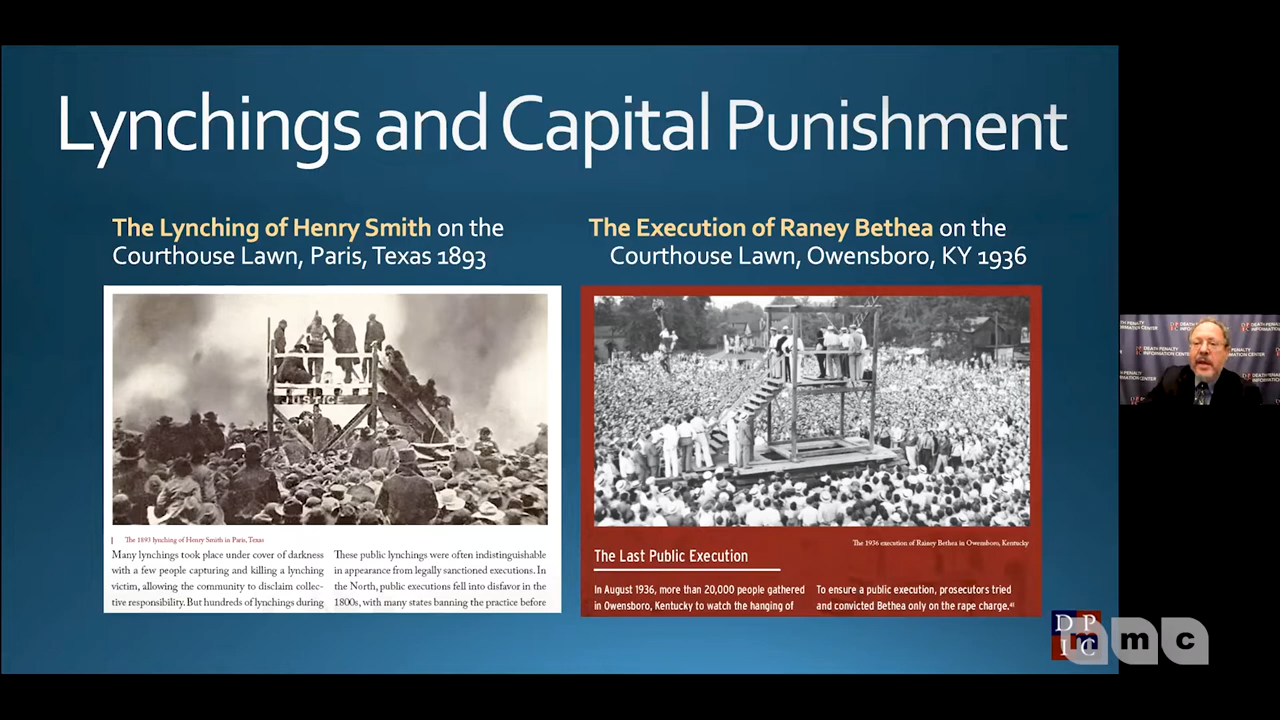 Lynchings and Capital Punishment
The Lynching of Henry Smith on the
Courthouse Lawn, Paris, Texas 1893
The Execution of Raney Bethea on the
Courthouse Lawn, Owensboro, KY 1936
JUSTICE
The 1893 lynching of Henry Smith in Paris, Texas
Many lynchings took place under cover of darkness
with a few people capturing and killing a lynching
victim, allowing the community to disclaim collec-
tive responsibility. But hundreds of lynchings during
These public lynchings were often indistinguishable
in appearance from legally sanctioned executions. In
the North, public executions fell into disfavor in the
1800s, with many states banning the practice before
The 1936 execution of Rainey Bethea in Owensboro, Kentucky
The Last Public Execution
In August 1936, more than 20,000 people gathered
in Owensboro, Kentucky to watch the hanging of
To ensure a public execution, prosecutors tried
and convicted Bethea only on the rape charge.
DEATH PENALTY
INFORMATION CENTER
D P
I C
m m c